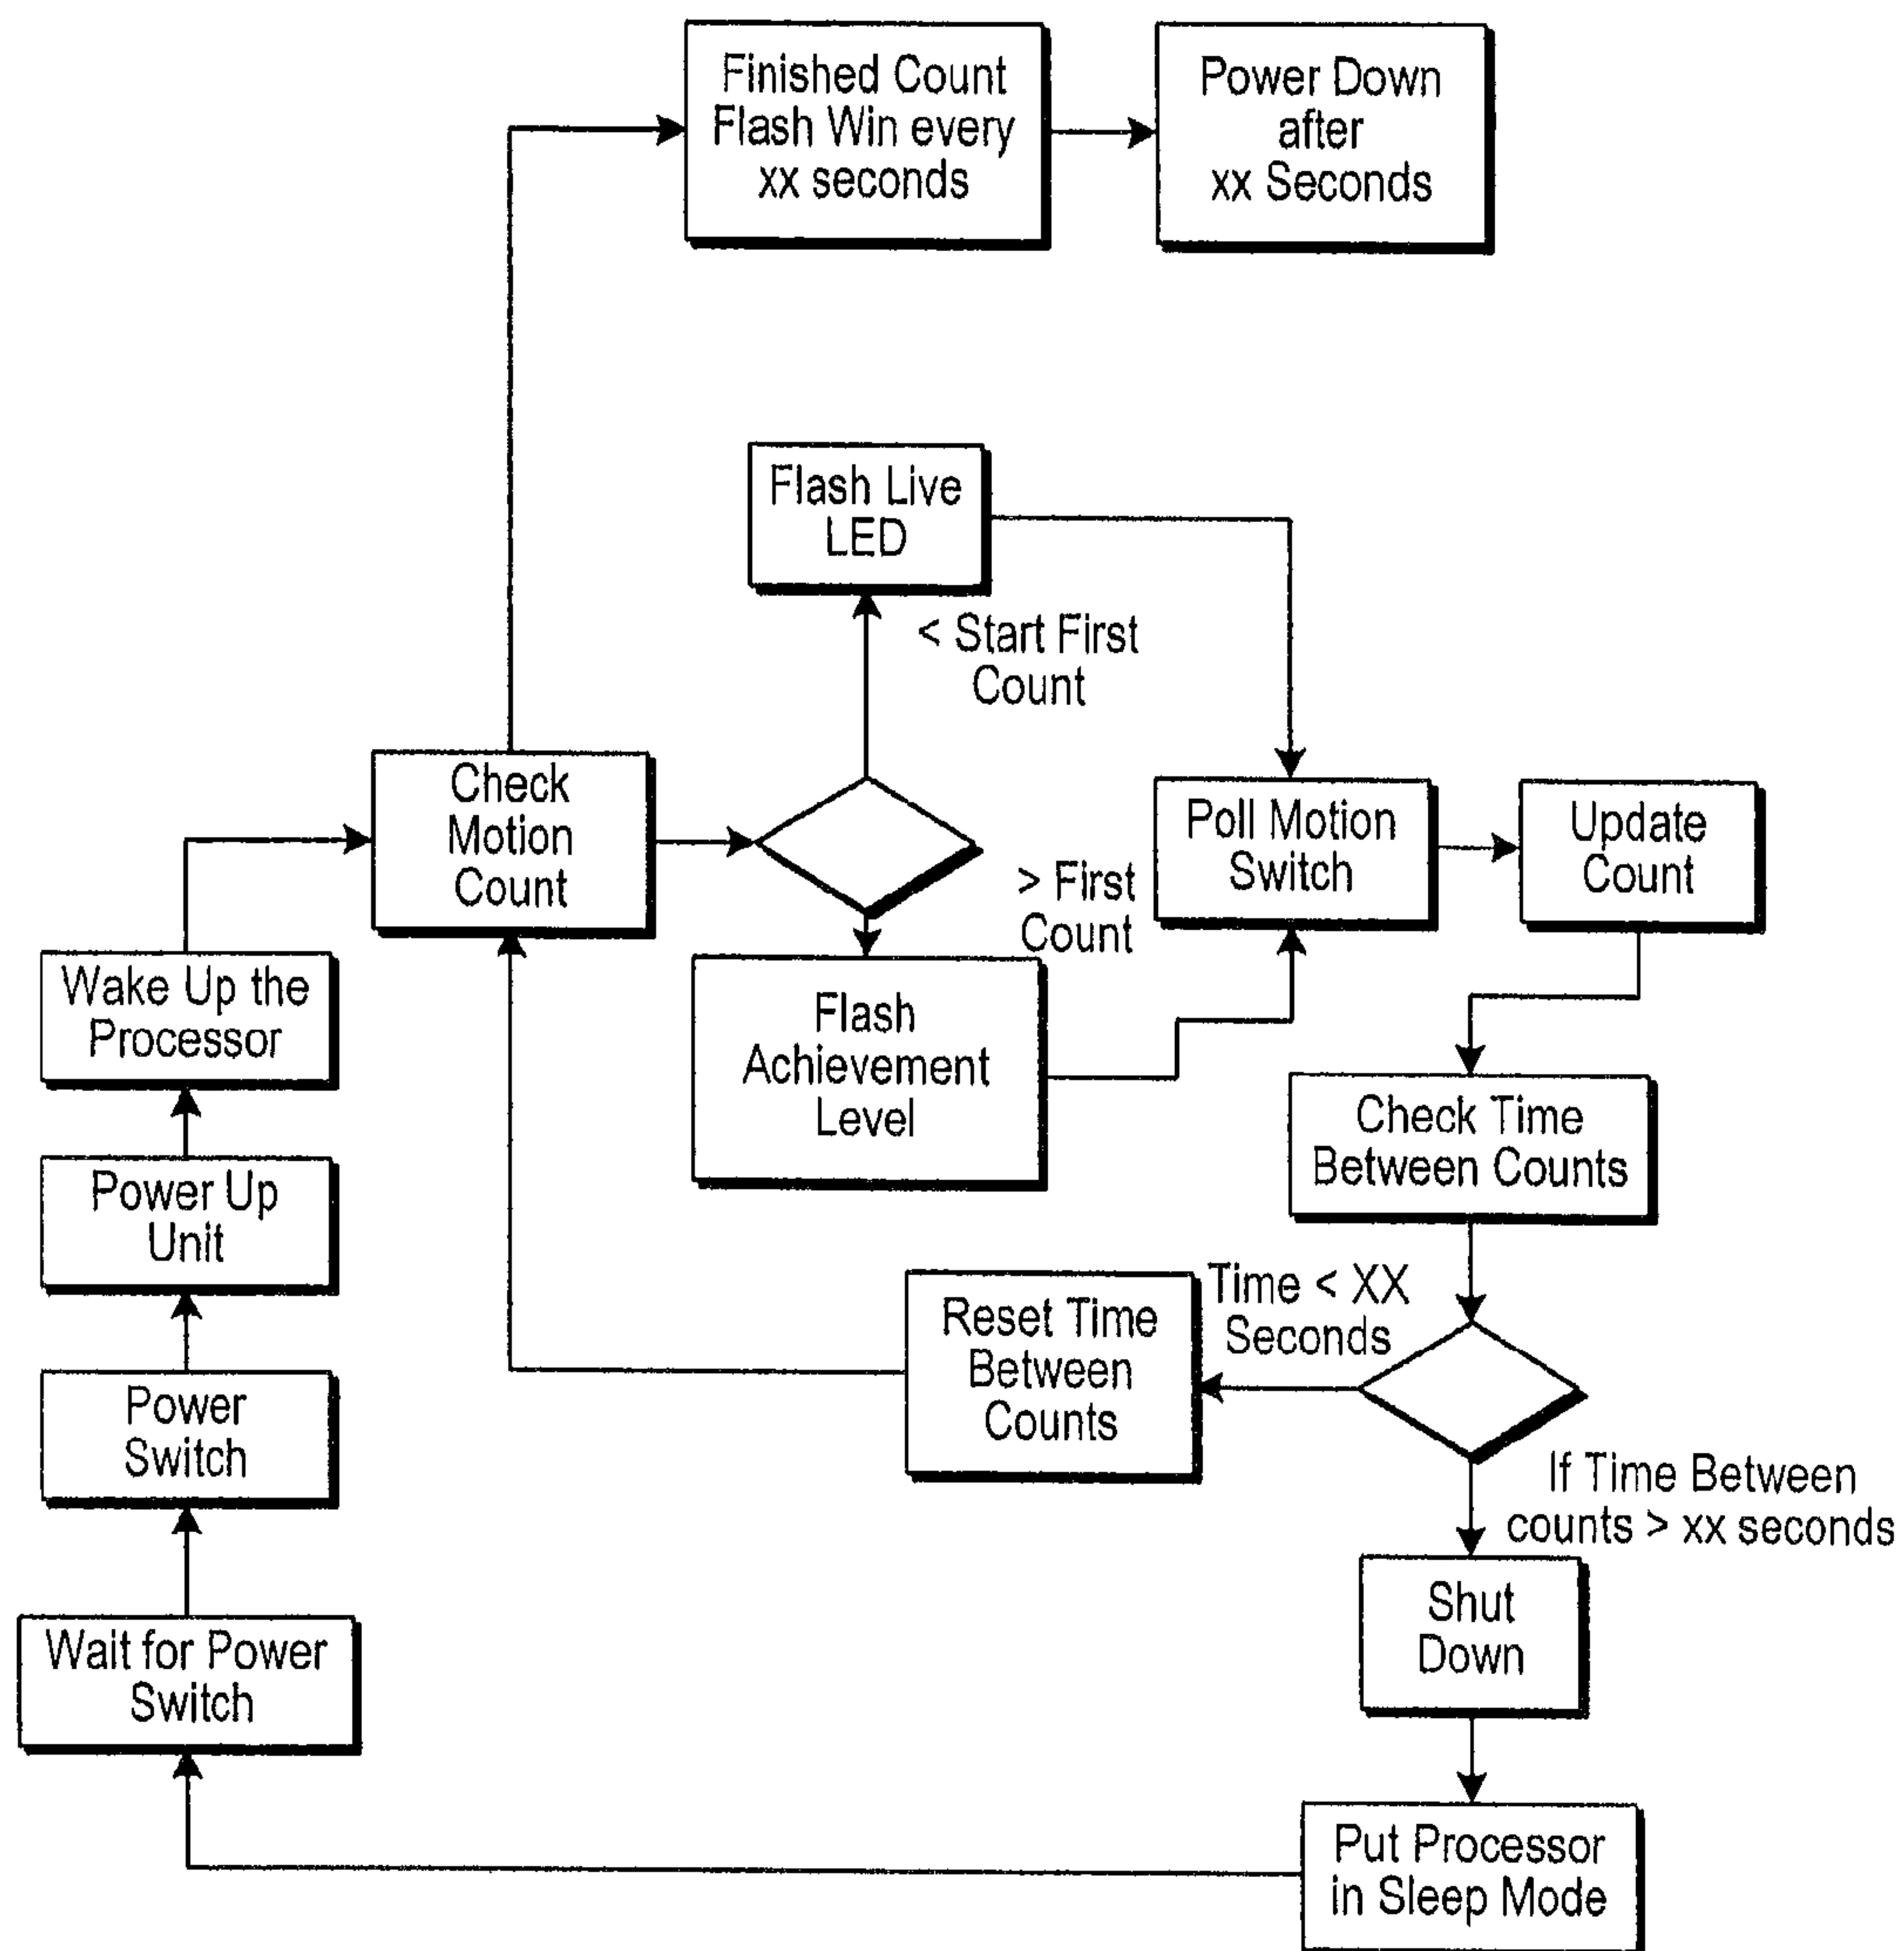 Finished Count
Flash Win every
xx seconds
Power Down
after
xx Seconds
Flash Live
LED
< Start First
Count
Check
Motion
Count
> First
Count
Poll Motion
Switch
Update
Count
Wake Up the
Processor
Flash
Achievement
Level
Check Time
Between Counts
Power Up
Unit
Reset Time
Between
Counts
Time < XX
Seconds
Power
Switch
If Time Between
counts > xx seconds
Shut
Down
Wait for Power
Switch
Put Processor
in Sleep Mode